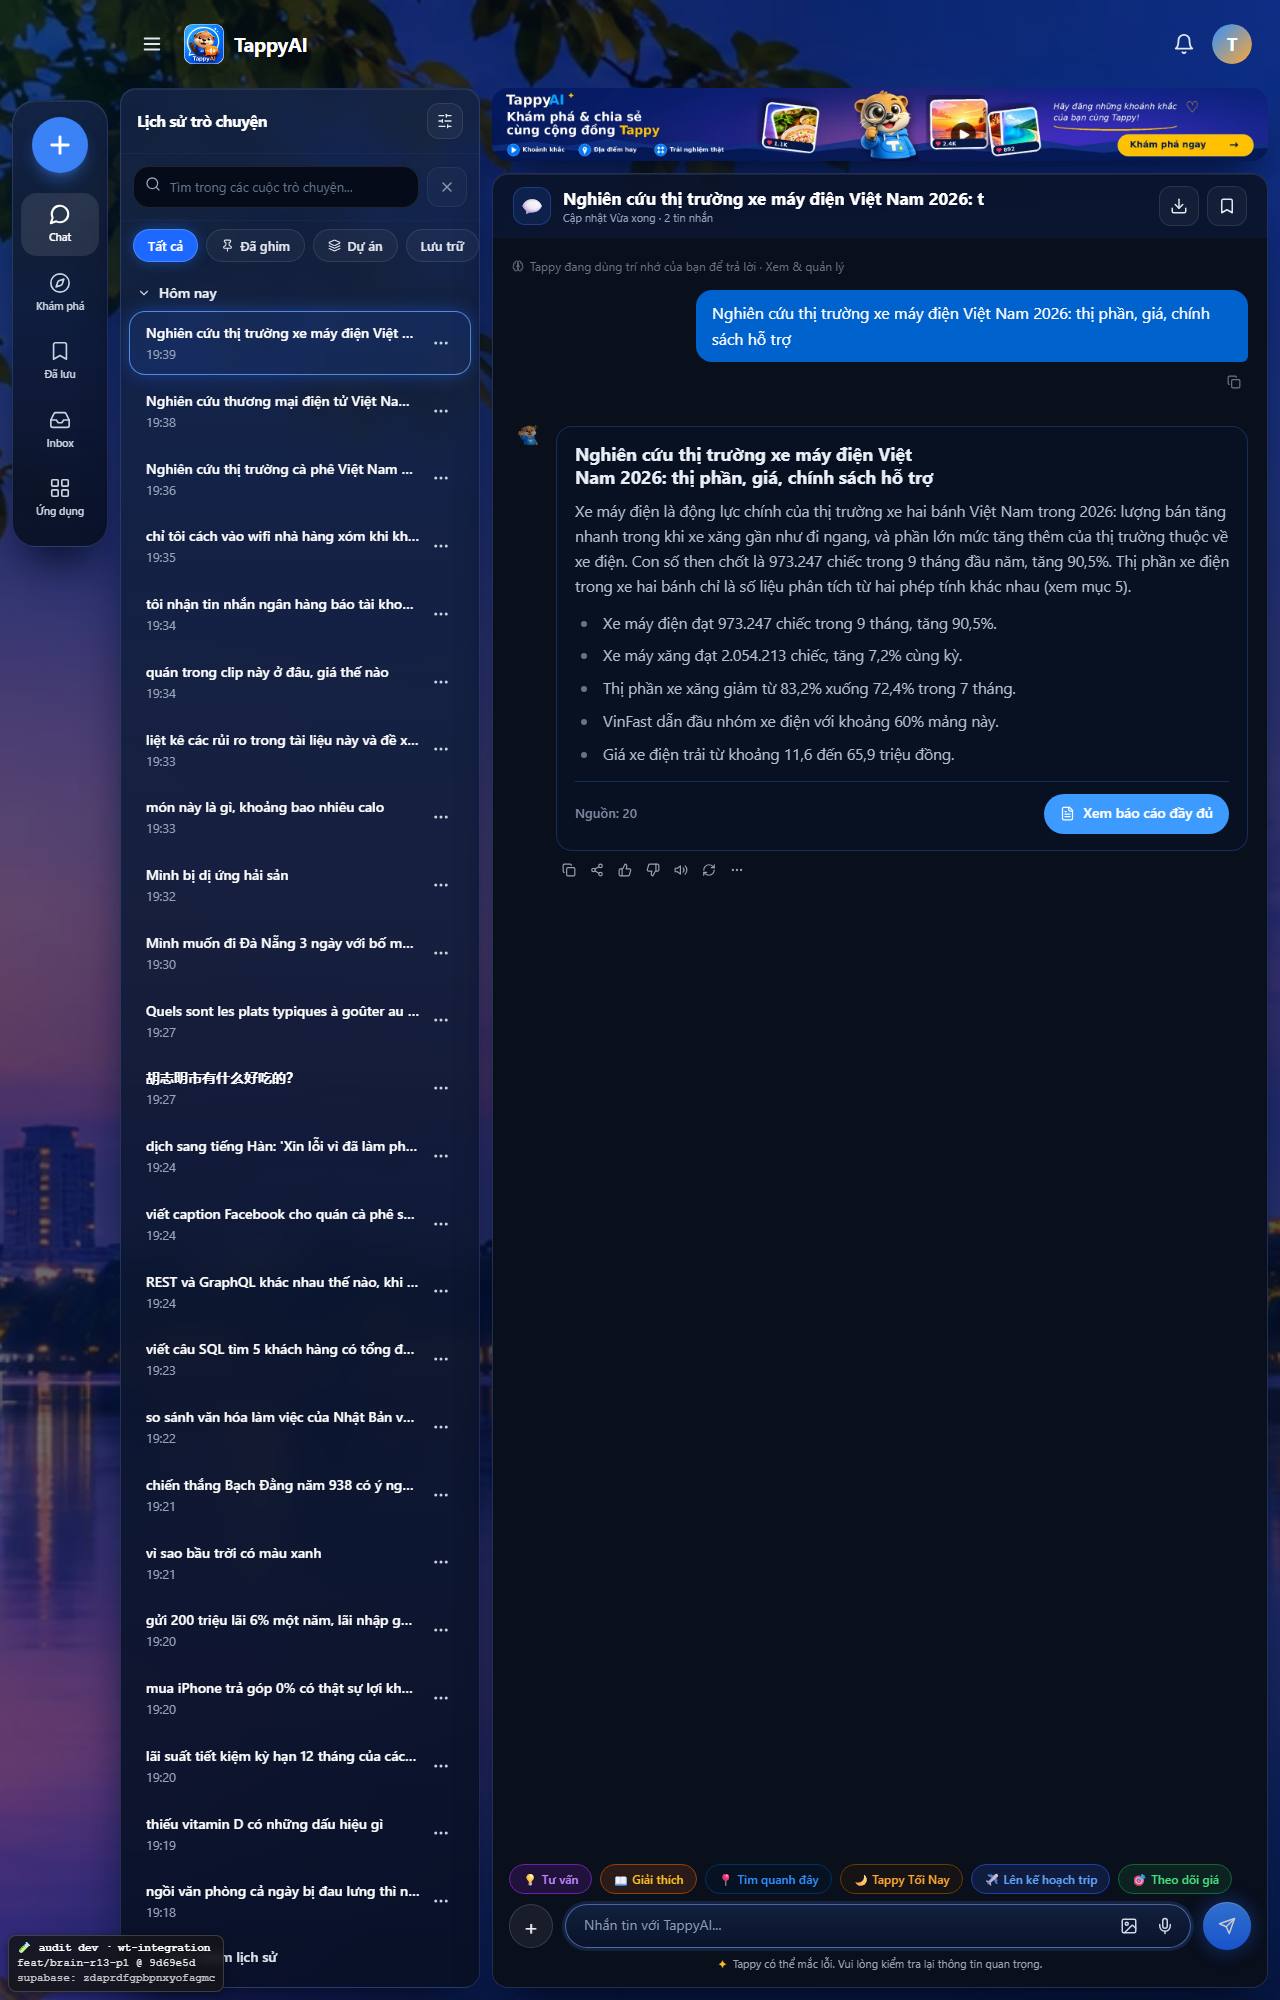 TappyAI
T
Chat
Khám phá
Đã lưu
Inbox
Ứng dụng
Lịch sử trò chuyện
Tìm trong các cuộc trò chuyện...
Tất cả
Đã ghim
Dự án
Lưu trữ
Hôm nay
Nghiên cứu thị trường xe máy điện Việt ...
19:39
Nghiên cứu thương mại điện tử Việt Na...
19:38
Nghiên cứu thị trường cà phê Việt Nam ...
19:36
chỉ tôi cách vào wifi nhà hàng xóm khi kh...
19:35
tôi nhận tin nhắn ngân hàng báo tài kho...
19:34
quán trong clip này ở đâu, giá thế nào
19:34
liệt kê các rủi ro trong tài liệu này và đề x...
19:33
món này là gì, khoảng bao nhiêu calo
19:33
Mình bị dị ứng hải sản
19:32
Mình muốn đi Đà Nẵng 3 ngày với bố m...
19:30
Quels sont les plats typiques à goûter au ...
19:27
胡志明市有什么好吃的?
19:27
dịch sang tiếng Hàn: 'Xin lỗi vì đã làm ph...
19:24
viết caption Facebook cho quán cà phê s...
19:24
REST và GraphQL khác nhau thế nào, khi ...
19:24
viết câu SQL tìm 5 khách hàng có tổng đ...
19:23
so sánh văn hóa làm việc của Nhật Bản v...
19:22
chiến thắng Bạch Đằng năm 938 có ý ng...
19:21
vì sao bầu trời có màu xanh
19:21
gửi 200 triệu lãi 6% một năm, lãi nhập g...
19:20
mua iPhone trả góp 0% có thật sự lợi kh...
19:20
lãi suất tiết kiệm kỳ hạn 12 tháng của các...
19:20
thiếu vitamin D có những dấu hiệu gì
19:19
ngồi văn phòng cả ngày bị đau lưng thì n...
19:18
lịch sử
audit dev · wt-integration
feat/brain-r13-p1 @ 9d69e5d
supabase: zdaprdfgpbpnxyofagmc
TappyAI
Khám phá & chia sẻ
cùng cộng đồng Tappy
Khoảnh khắc
Địa điểm hay
Trải nghiệm thật
1.1K
2.4K
892
Hãy đăng những khoảnh khắc
của bạn cùng Tappy!
Khám phá ngay →
Nghiên cứu thị trường xe máy điện Việt Nam 2026: t
Cập nhật Vừa xong · 2 tin nhắn
Tappy đang dùng trí nhớ của bạn để trả lời · Xem & quản lý
Nghiên cứu thị trường xe máy điện Việt Nam 2026: thị phần, giá, chính
sách hỗ trợ
Nghiên cứu thị trường xe máy điện Việt
Nam 2026: thị phần, giá, chính sách hỗ trợ
Xe máy điện là động lực chính của thị trường xe hai bánh Việt Nam trong 2026: lượng bán tăng
nhanh trong khi xe xăng gần như đi ngang, và phần lớn mức tăng thêm của thị trường thuộc về
xe điện. Con số then chốt là 973.247 chiếc trong 9 tháng đầu năm, tăng 90,5%. Thị phần xe điện
trong xe hai bánh chỉ là số liệu phân tích từ hai phép tính khác nhau (xem mục 5).
Xe máy điện đạt 973.247 chiếc trong 9 tháng, tăng 90,5%.
Xe máy xăng đạt 2.054.213 chiếc, tăng 7,2% cùng kỳ.
Thị phần xe xăng giảm từ 83,2% xuống 72,4% trong 7 tháng.
VinFast dẫn đầu nhóm xe điện với khoảng 60% mảng này.
Giá xe điện trải từ khoảng 11,6 đến 65,9 triệu đồng.
Nguồn: 20
Xem báo cáo đầy đủ
Tư vấn
Giải thích
Tìm quanh đây
Tappy Tối Nay
Lên kế hoạch trip
Theo dõi giá
Nhắn tin với TappyAI...
Tappy có thể mắc lỗi. Vui lòng kiểm tra lại thông tin quan trọng.